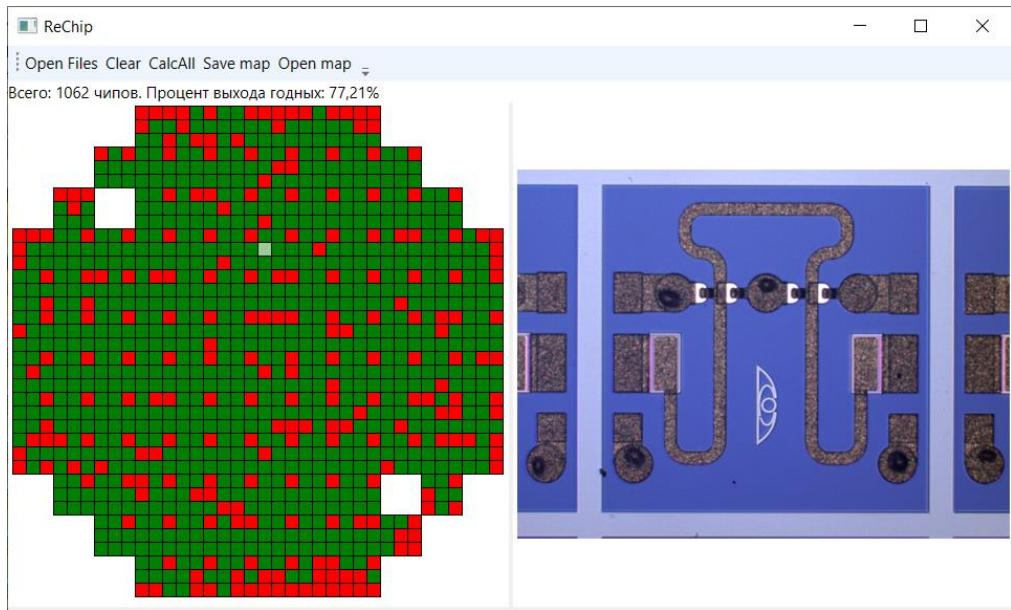 ReChip
Open Files Clear CalcAll Save map Open map
Всего: 1062 чипов. Процент выхода годных: 77,21%